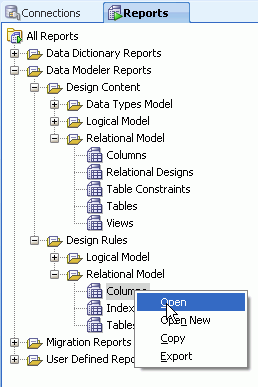 Connections Reports
All Reports
Data Dictionary Reports
Data Modeler Reports
Design Content
Data Types Model
Logical Model
Relational Model
Columns
Relational Designs
Table Constraints
Tables
Views
Design Rules
Logical Model
Relational Model
Columns
Open
Index
Open New
Tables
Copy
Migration Reports
Export
User Defined Repo